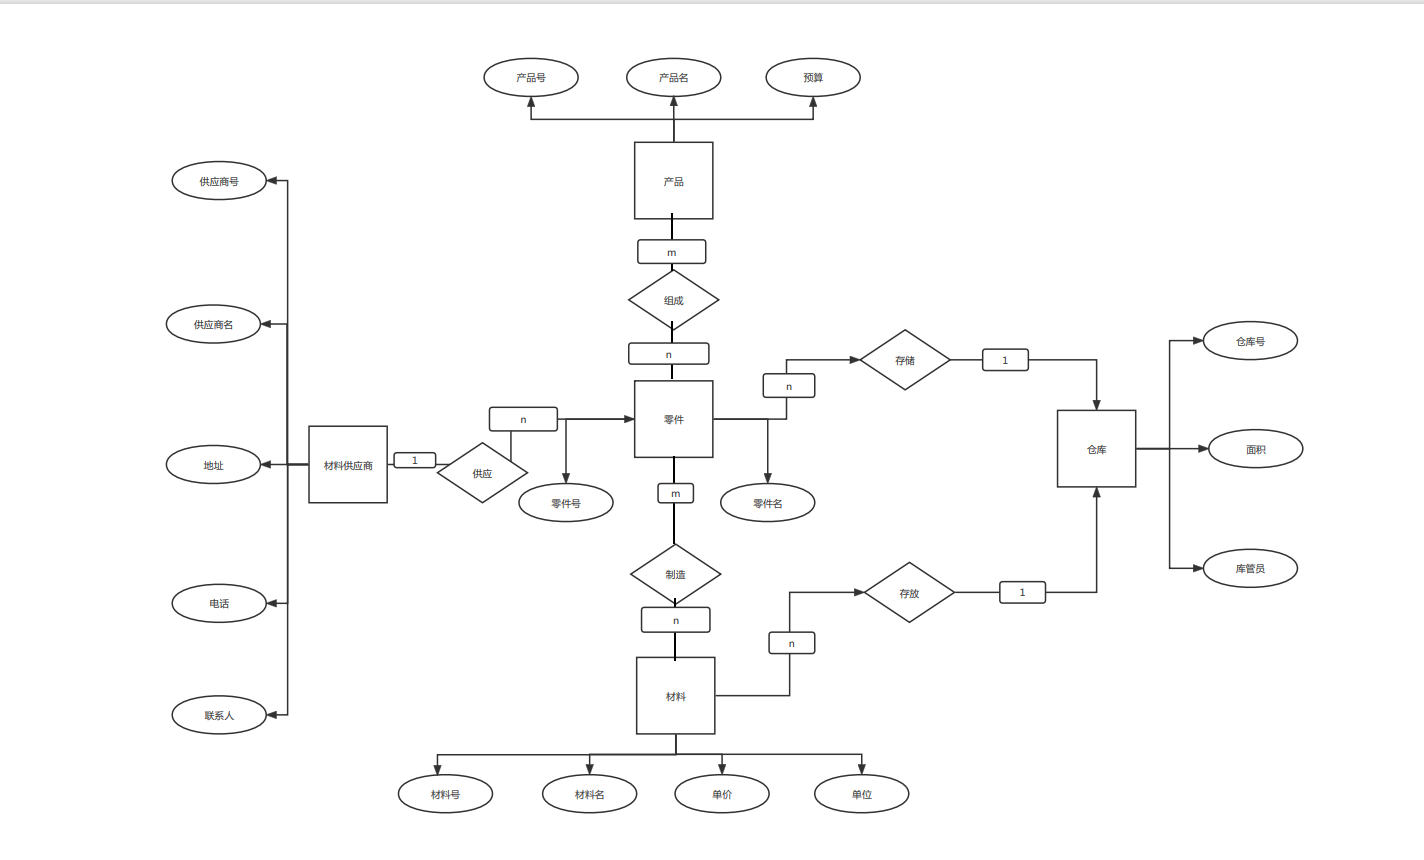 产品号
产品名
预算
产品
供应商号
m
组成
供应商名
仓库号
n
存储
1
n
零件
n
材料供应商
1
供应
仓库
面积
地址
m
零件号
零件名
制造
库管员
电话
存放
1
n
n
材料
联系人
材料号
材料名
单价
单位